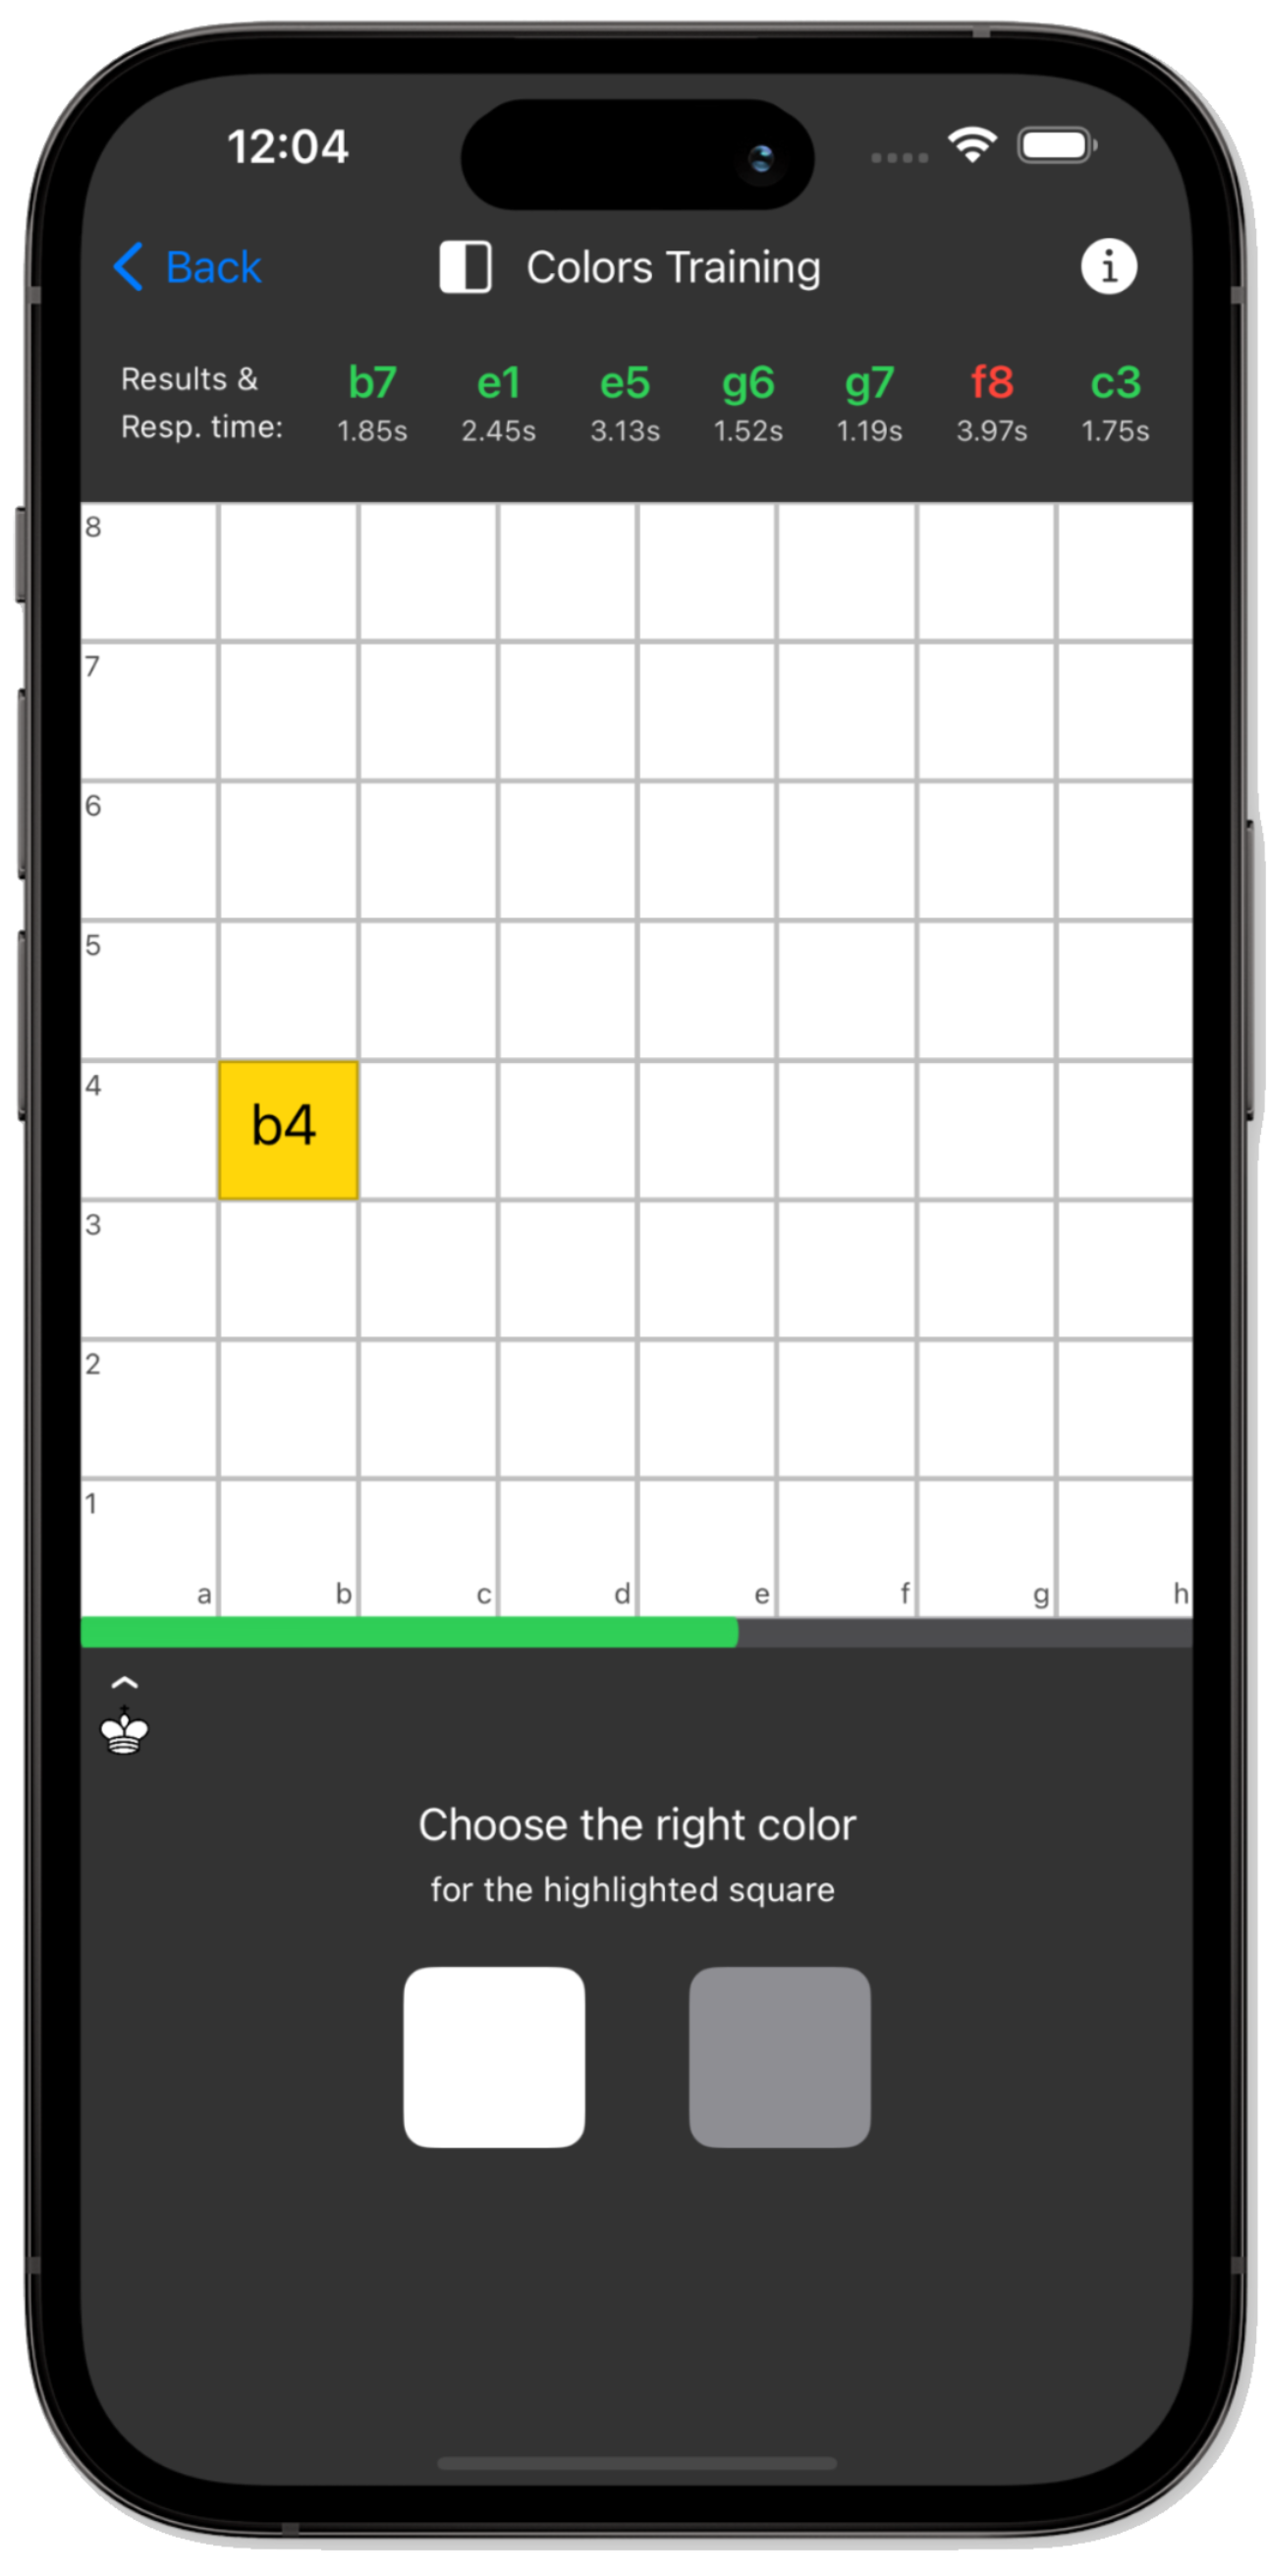 12:04
Back
Colors Training
i
Results & b7 e1 e5 g6 g7 f8 c3
Resp. time: 1.85s 2.45s 3.13s 1.52s 1.19s 3.97s 1.75s
8
7
6
5
4
b4
3
2
1
a b c d e f g h
Choose the right color
for the highlighted square